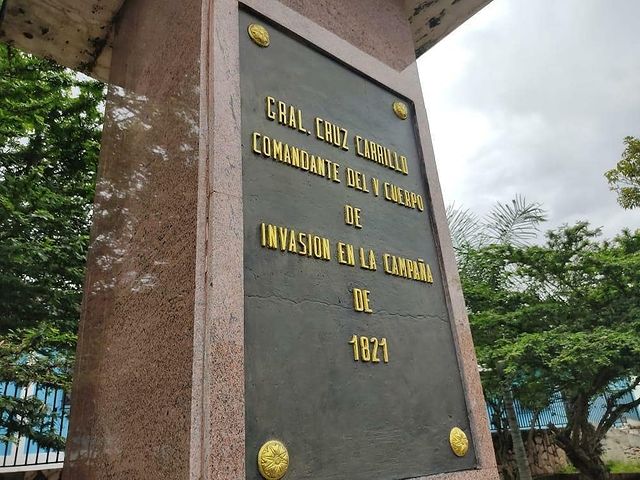 GRAL. CRUZ CARRILLO
COMANDANTE DEL V CUERPO
DE
INVASION EN LA CAMPAÑA
DE
1821